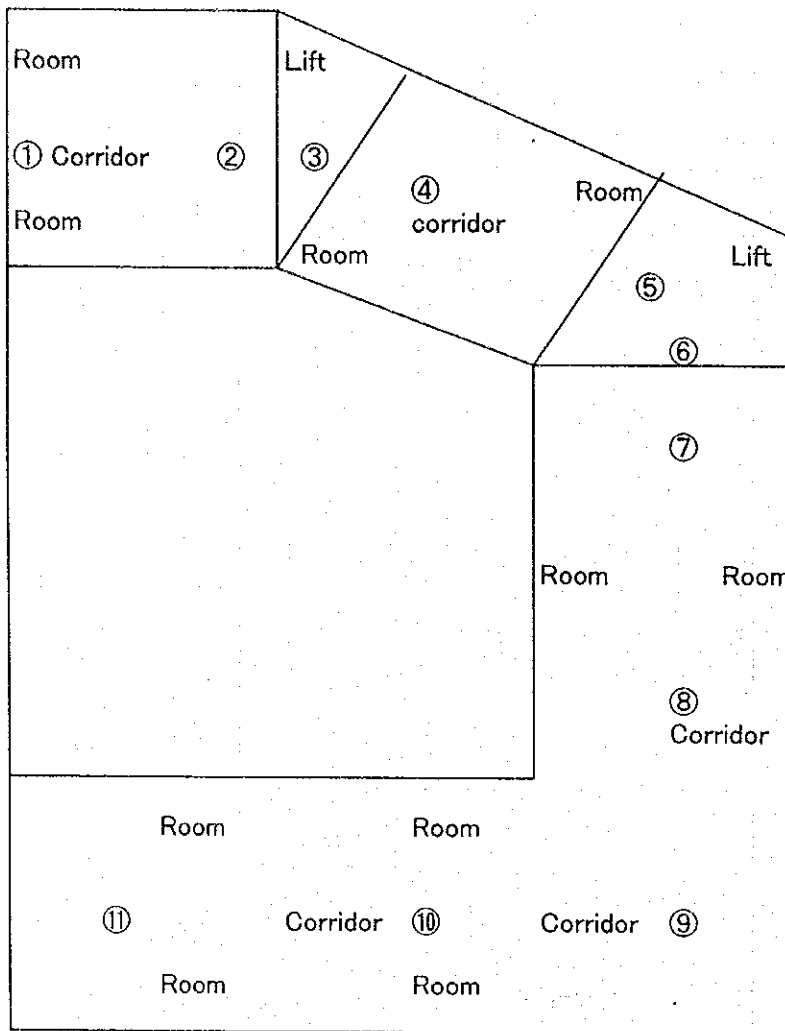 Room
Lift
① Corridor ② ③
④
Room
corridor
Room
Room
Lift
⑤
⑥
⑦
Room Room
⑧
Corridor
Room Room
⑪ Corridor ⑩ Corridor ⑨
Room Room